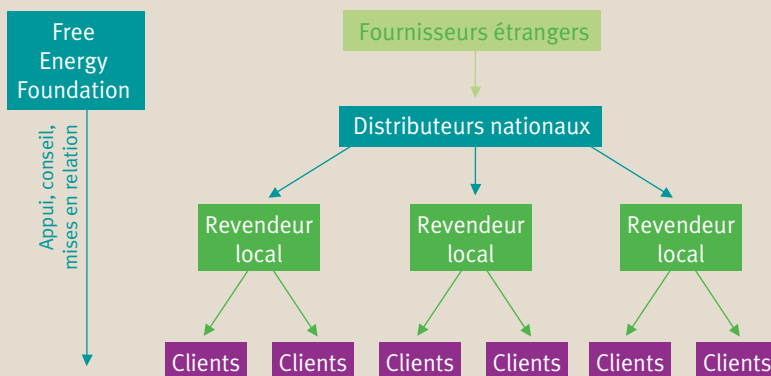 Free
Energy
Foundation
Appui, conseil,
mises en relation
Fournisseurs étrangers
Distributeurs nationaux
Revendeur
local
Revendeur
local
Revendeur
local
Clients
Clients
Clients
Clients
Clients
Clients